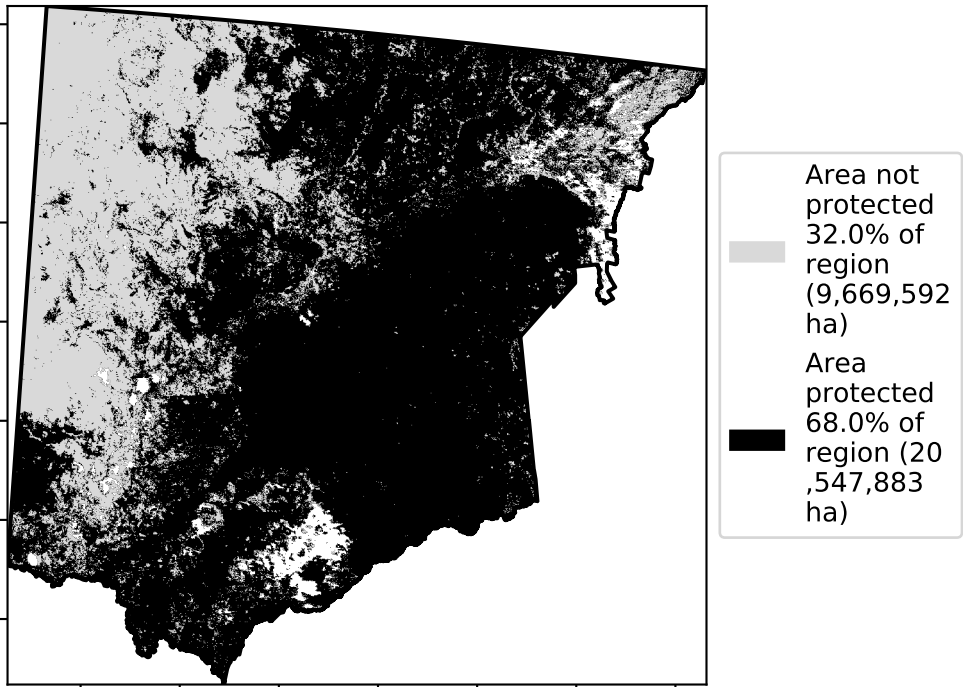 Area not
protected
32.0% of
region
(9,669,592
ha)
Area
protected
68.0% of
region (20
,547,883
ha)